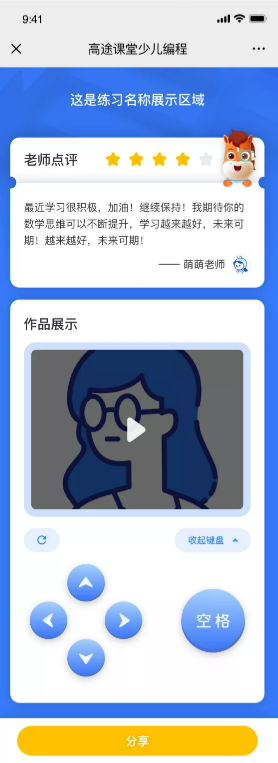 9:41
高途课堂少儿编程
这是练习名称展示区域
老师点评
最近学习很积极，加油！继续保持！我期待你的
数学思维可以不断提升，学习越来越好，未来可
期！越来越好，未来可期！
—— 萌萌老师
作品展示
收起键盘
空格
分享